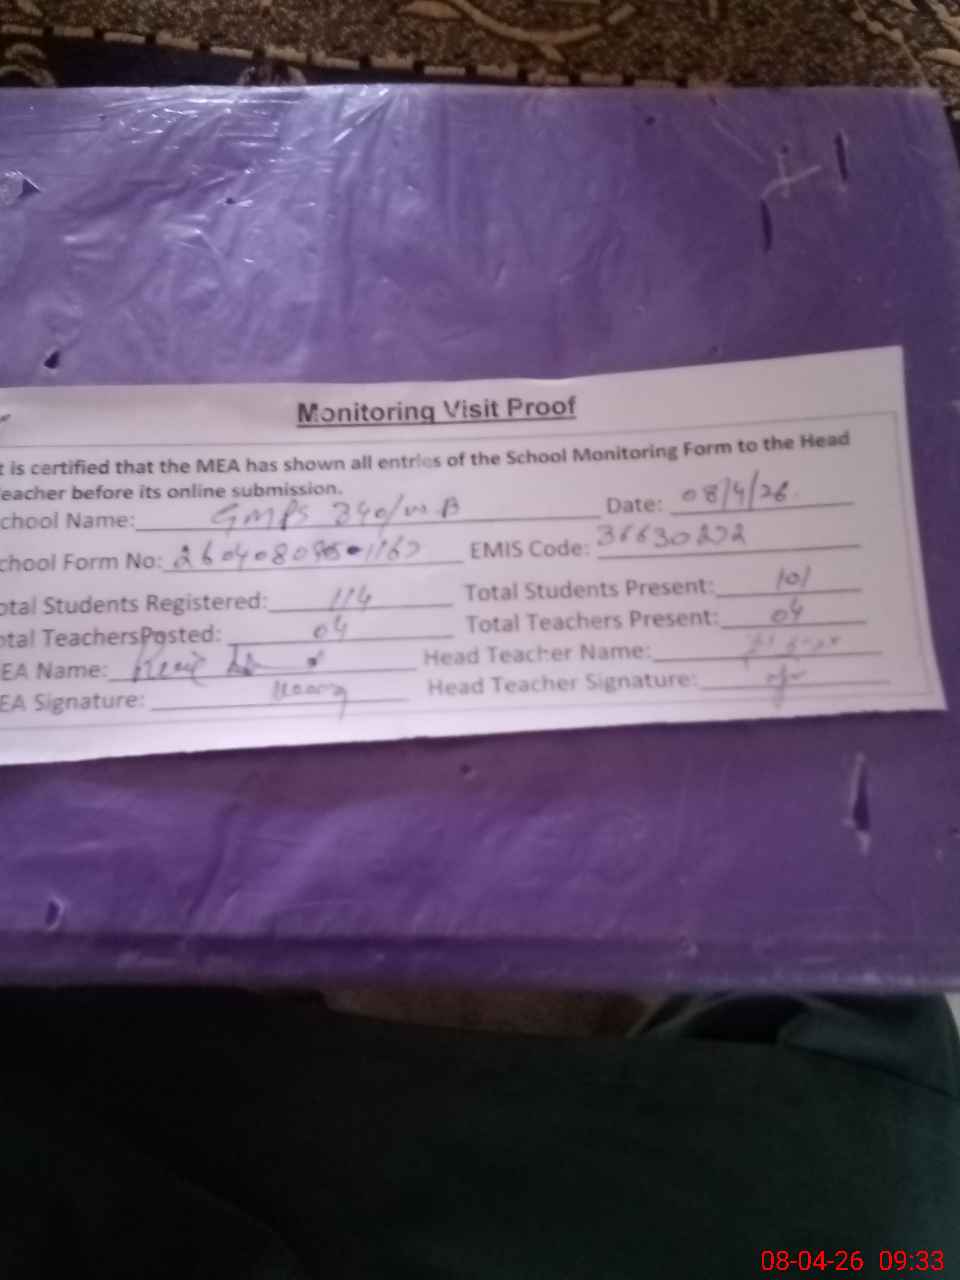 Monitoring Visit Proof
t is certified that the MEA has shown all entries of the School Monitoring Form to the Head
eacher before its online submission.
chool Name: GMPS 340/W.B Date: 08/4/26.
chool Form No: EMIS Code: 36630202
otal Students Registered: 114 Total Students Present: 101
otal TeachersPosted: 04 Total Teachers Present: 04
EA Name: Head Teacher Name:
EA Signature: Head Teacher Signature:
08-04-26 09:33